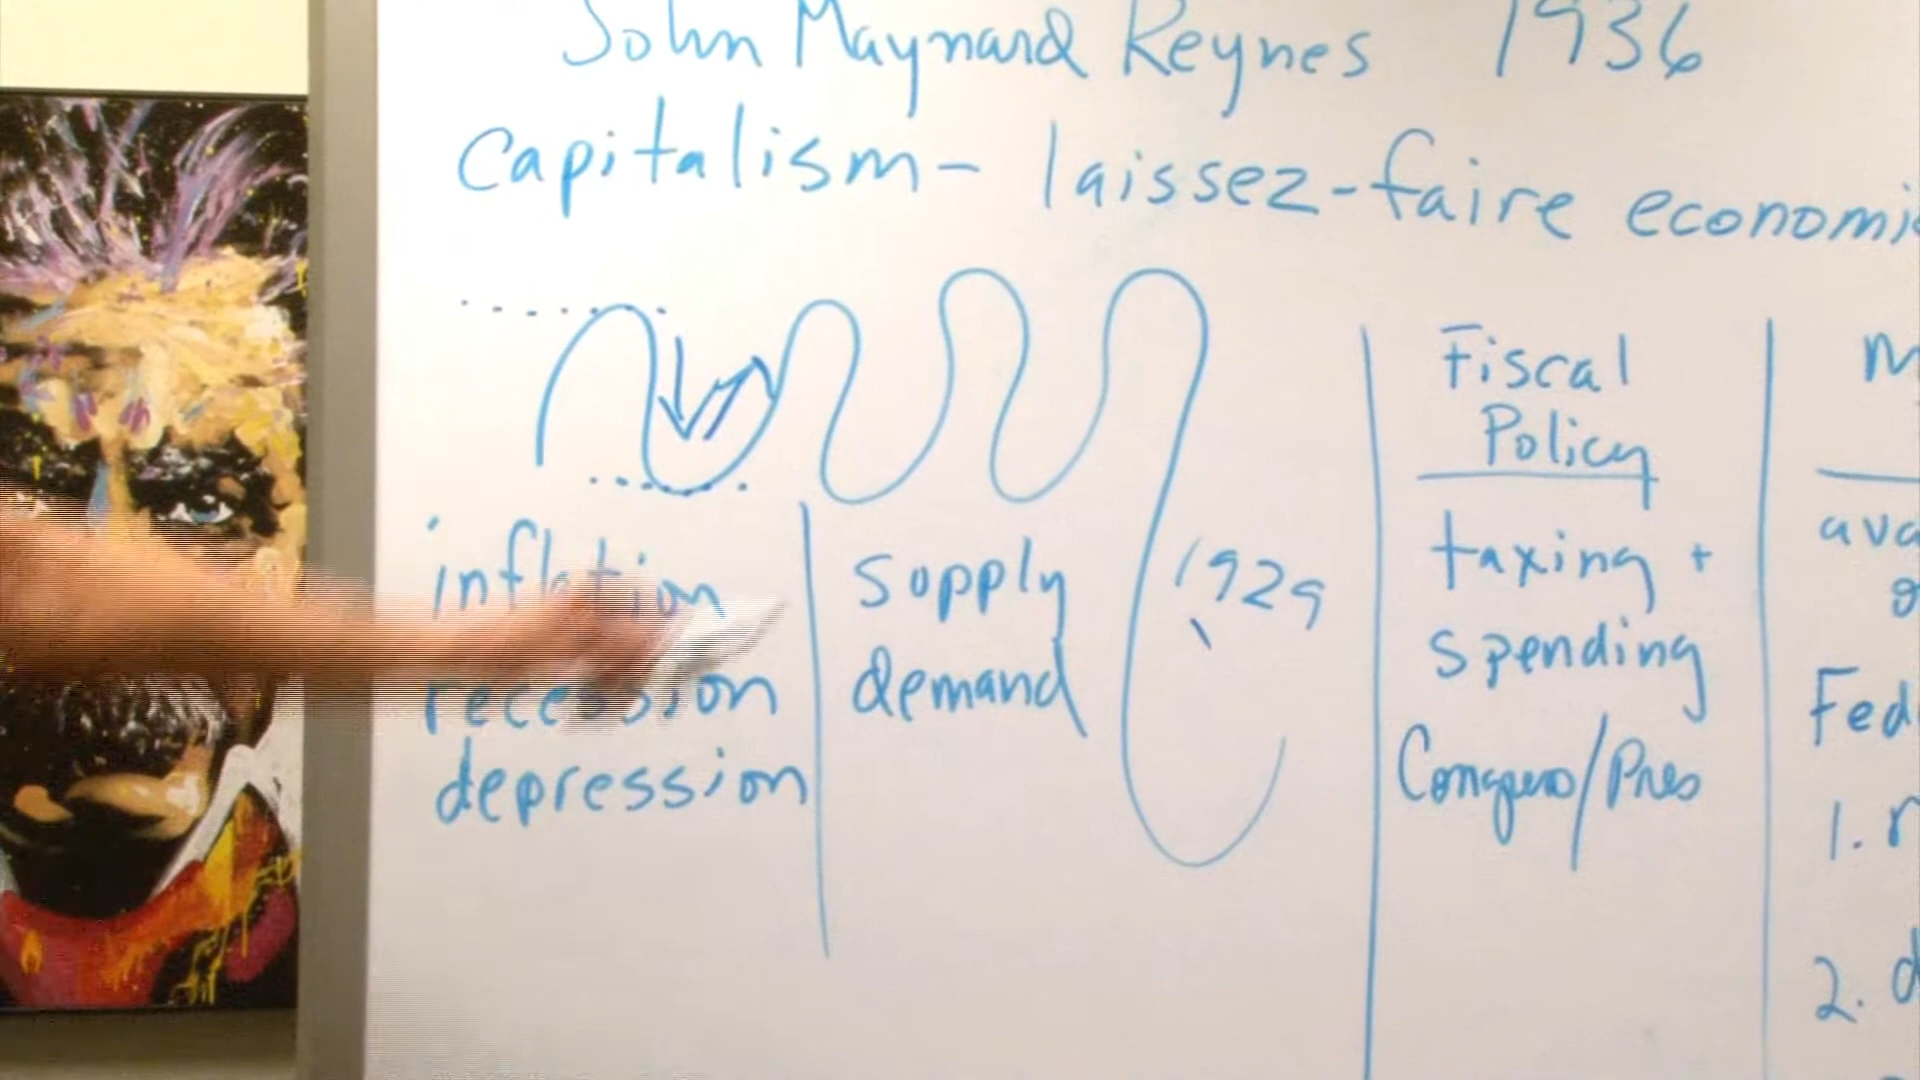 John Maynard Keynes 1936
Capitalism - laissez-faire economi
inflation
recession
depression
supply
demand
1929
Fiscal
Policy
taxing +
spending
Congress/Pres
M
ava
Fed
1. r
2. d